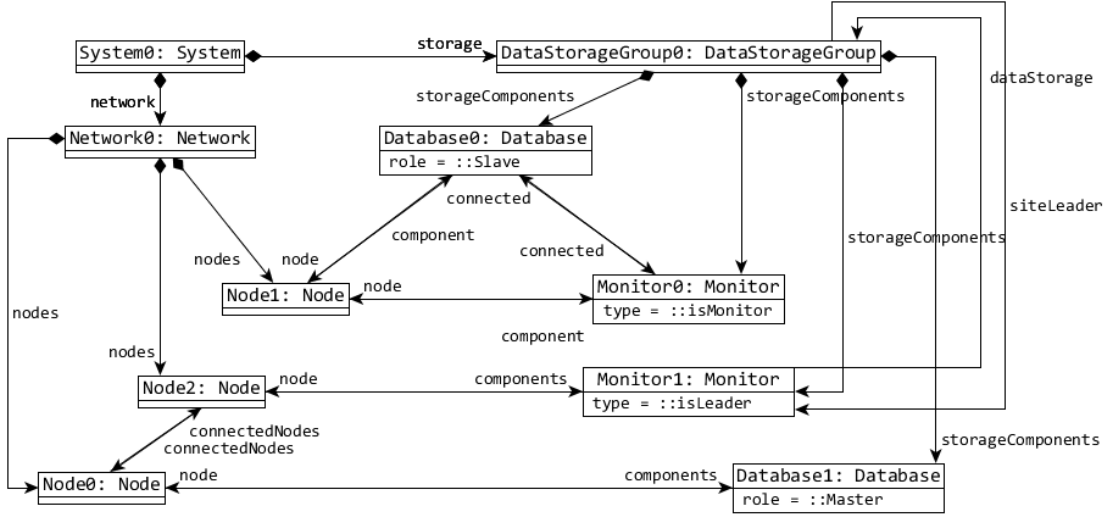 storage
System0: System
DataStorageGroup0: DataStorageGroup
dataStorage
network
storageComponents
storageComponents
Network0: Network
Database0: Database
role = ::Slave
connected
siteLeader
component
storageComponents
connected
nodes
node
Node1: Node
node
Monitor0: Monitor
type = ::isMonitor
nodes
component
nodes
Node2: Node
node
components
Monitor1: Monitor
type = ::isLeader
connectedNodes
connectedNodes
storageComponents
Node0: Node
node
components
Database1: Database
role = ::Master